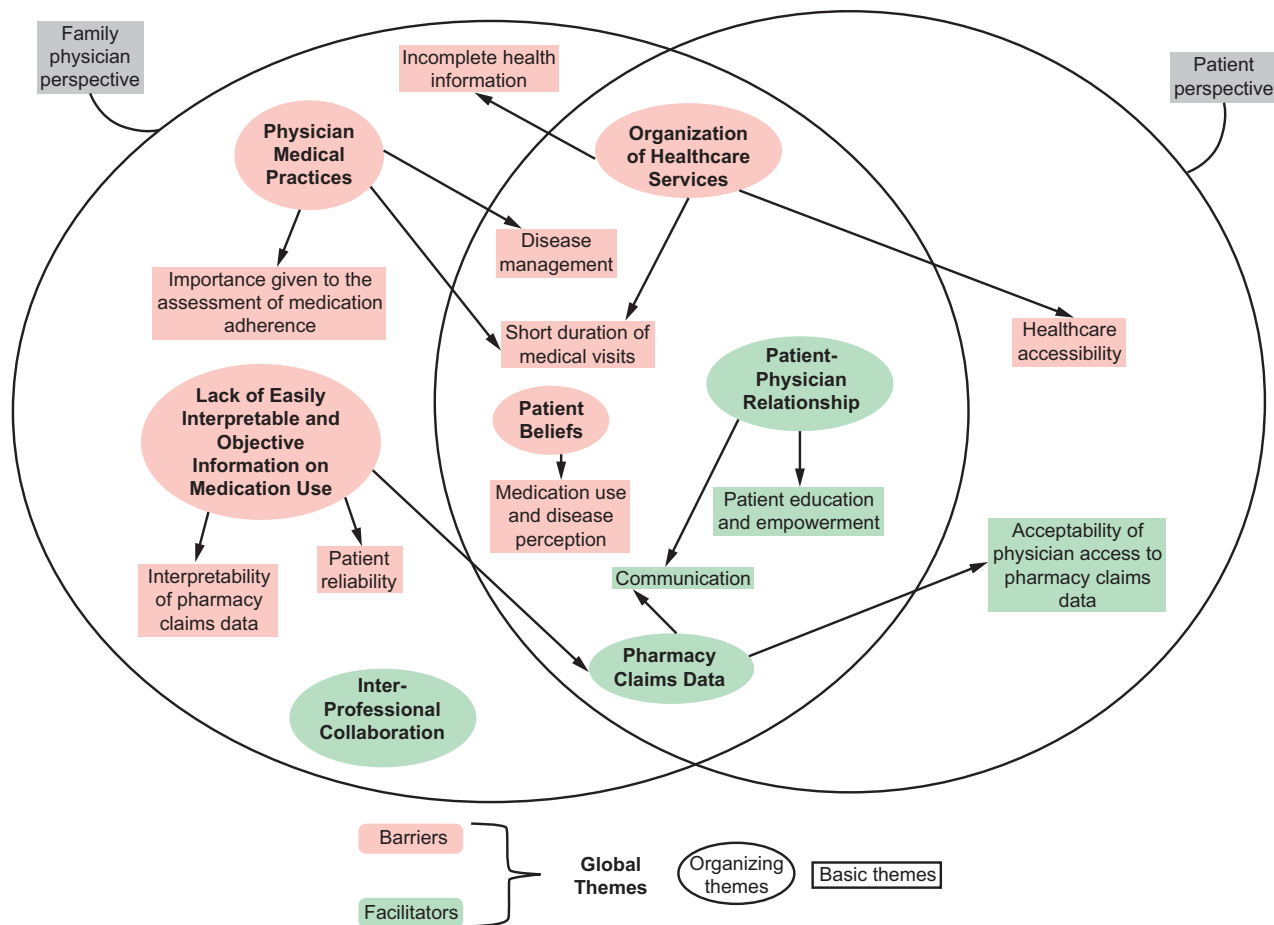 Family
physician
perspective
Incomplete health
information
Patient
perspective
Physician
Medical
Practices
Organization
of Healthcare
Services
Disease
management
Importance given to the
assessment of medication
adherence
Short duration of
medical visits
Healthcare
accessibility
Patient-
Physician
Relationship
Lack of Easily
Interpretable and
Objective
Information on
Medication Use
Patient
Beliefs
Medication use
and disease
perception
Patient education
and empowerment
Acceptability of
physician access to
pharmacy claims
data
Patient
reliability
Interpretability
of pharmacy
claims data
Communication
Pharmacy
Claims Data
Inter-
Professional
Collaboration
Barriers
Facilitators
Global
Themes
Organizing
themes
Basic themes